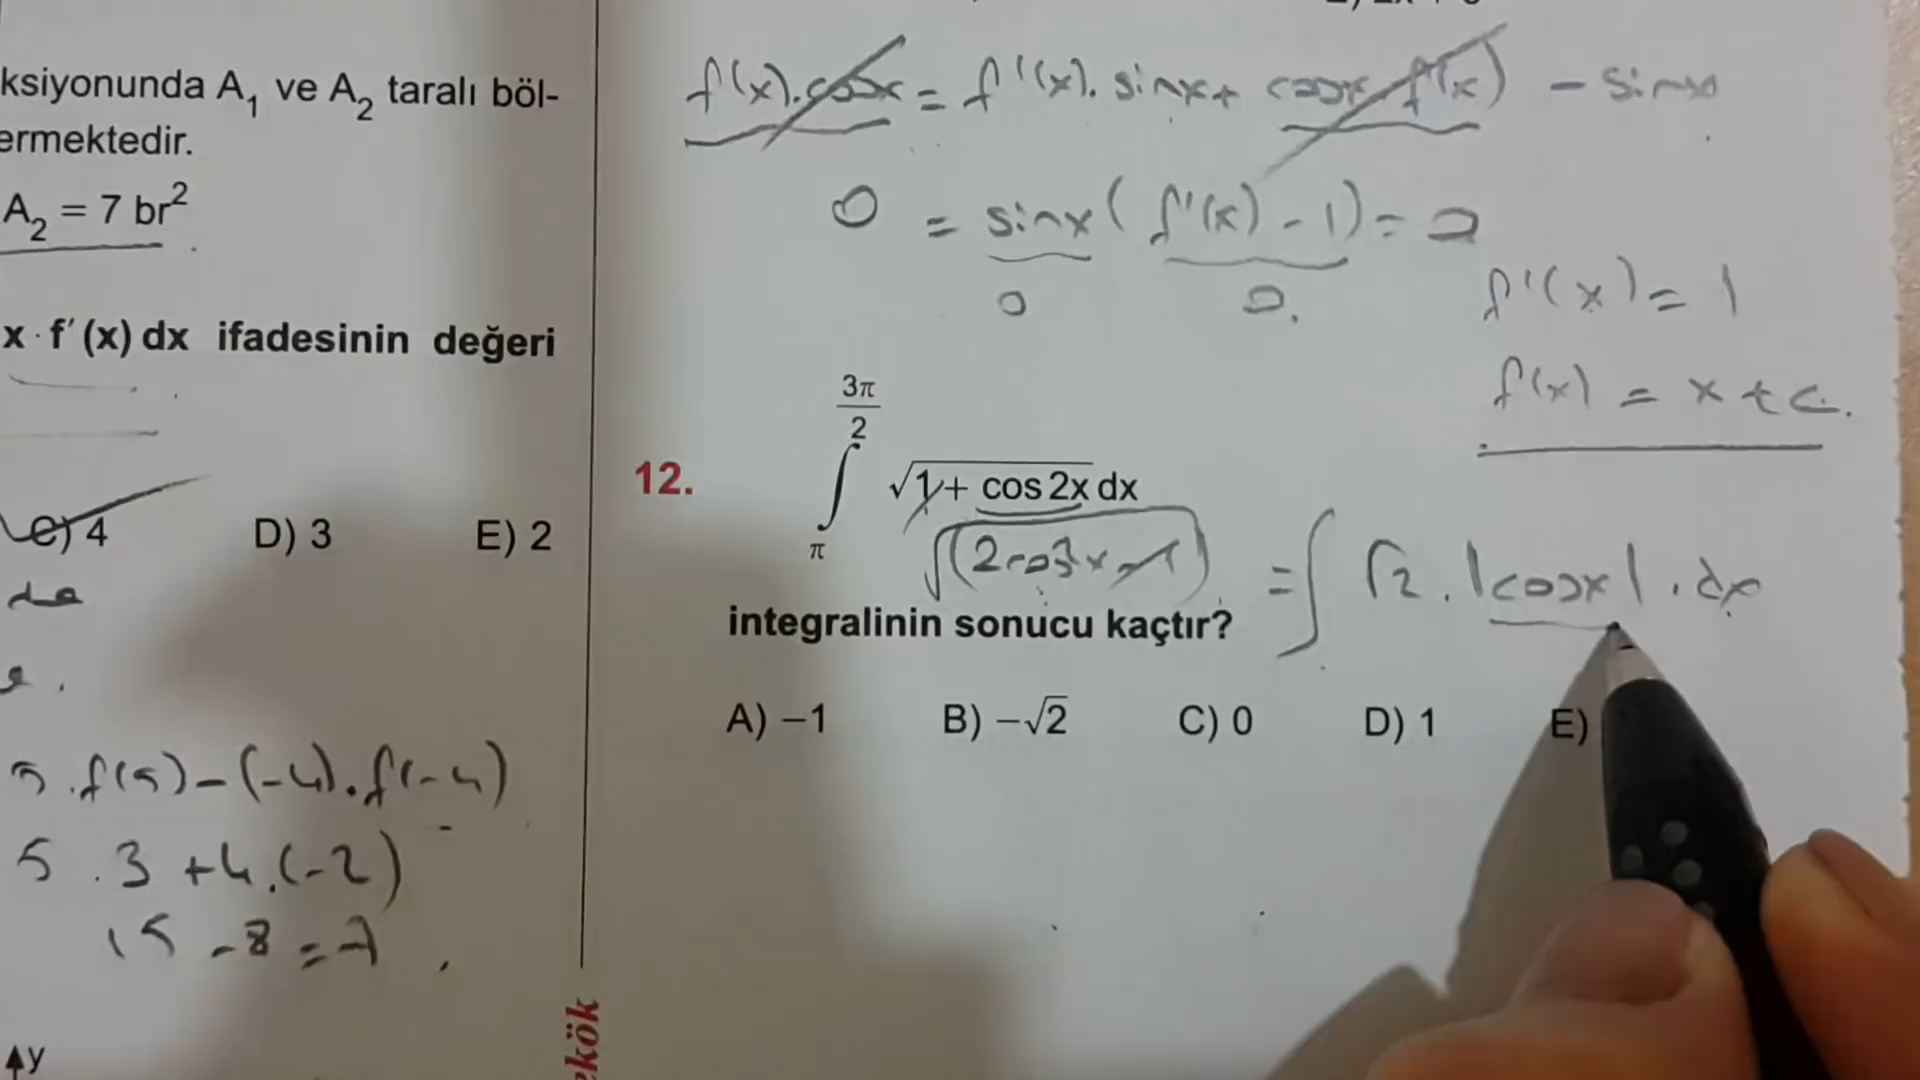 ksiyonunda A₁ ve A₂ taralı böl-
ermektedir.
A₂ = 7 br²
x · f′(x) dx ifadesinin değeri
C) 4 D) 3 E) 2
5 . f(5) - (-4) . f(-4)
5 . 3 + 4 . (-2)
15 - 8 = 7 .
y
ekök
f(x) . cosx = f'(x) . sinx + cosx . f(x) - sinx
0 = sinx ( f'(x) - 1) = 0
0 0.
f'(x) = 1
f(x) = x + c.
12. ∫ √1 + cos 2x dx
3π
2
π
√(2cos²x - 1) = ∫ √2 . |cosx| . dx
integralinin sonucu kaçtır?
A) –1 B) –√2 C) 0 D) 1 E)